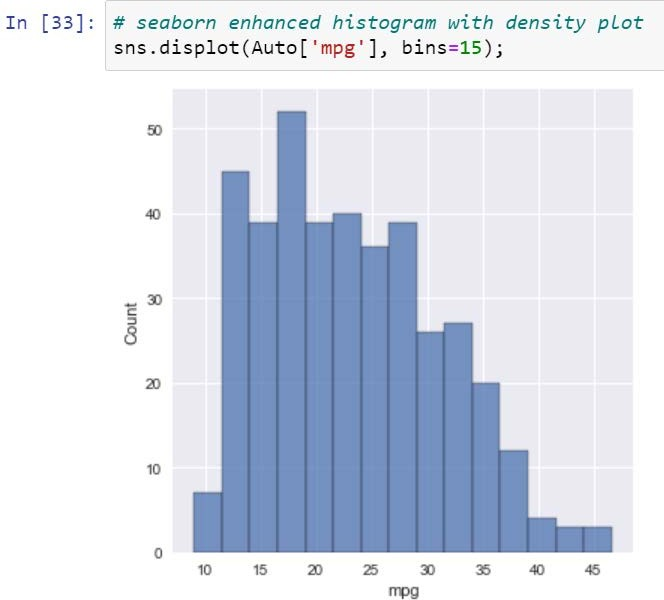 In [33]: # seaborn enhanced histogram with density plot
sns.displot(Auto['mpg'], bins=15);
50
40
30
20
10
0
Count
10 15 20 25 30 35 40 45
mpg